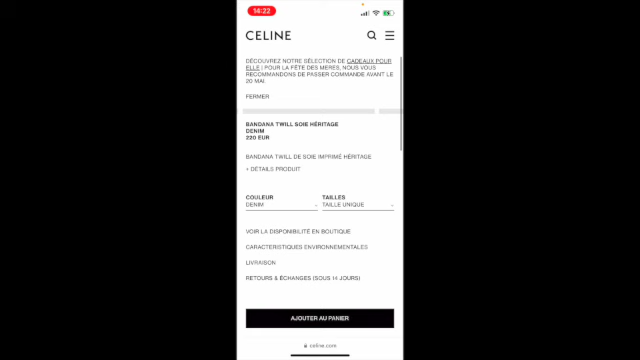 14:22
CELINE
DÉCOUVREZ NOTRE SÉLECTION DE CADEAUX POUR
ELLE | POUR LA FÊTE DES MERES, NOUS VOUS
RECOMMANDONS DE PASSER COMMANDE AVANT LE
20 MAI
FERMER
BANDANA TWILL SOIE HÉRITAGE
DENIM
220 EUR
BANDANA TWILL DE SOIE IMPRIMÉ HÉRITAGE
+ DÉTAILS PRODUIT
COULEUR TAILLES
DENIM TAILLE UNIQUE
VOIR LA DISPONIBILITÉ EN BOUTIQUE
CARACTERISTIQUES ENVIRONNEMENTALES
LIVRAISON
RETOURS & ÉCHANGES (SOUS 14 JOURS)
AJOUTER AU PANIER
celine.com